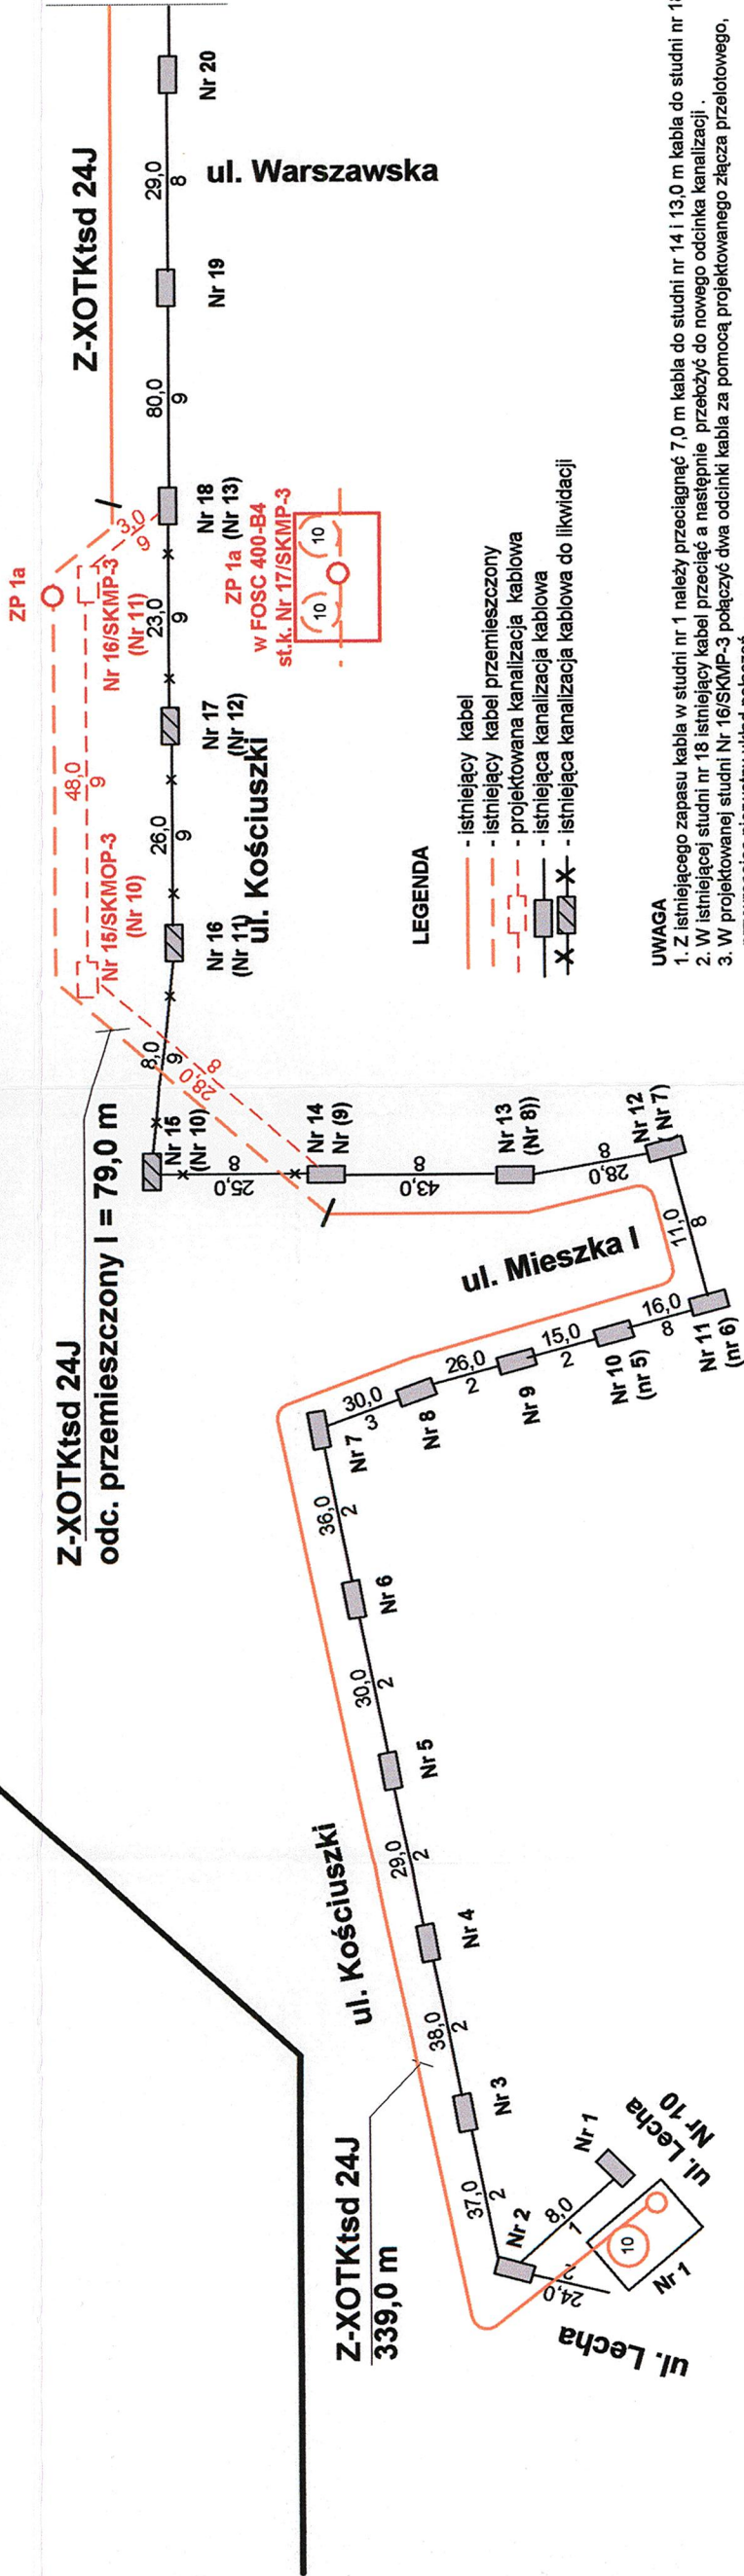 Z-XOTKtsd 24J
339,0 m
ul. Lecha
Nr 1
10
ul. Lecha
Nr 10
Nr 1
8,0
1
24,0
2
Nr 2
37,0
2
Nr 3
38,0
2
Nr 4
29,0
2
Nr 5
30,0
2
Nr 6
36,0
2
Nr 7
ul. Kościuszki
30,0
3
Nr 8
26,0
2
Nr 9
15,0
2
Nr 10
(nr 5)
16,0
8
Nr 11
(nr 6)
11,0
8
Nr 12
(Nr 7)
ul. Mieszka I
28,0
8
Nr 13
(Nr 8))
43,0
8
Nr 14
Nr (9)
25,0
8
Nr 15
(Nr 10)
Z-XOTKtsd 24J
odc. przemieszczony l = 79,0 m
8,0
9
28,0
8
Nr 15/SKMOP-3
(Nr 10)
Nr 16
(Nr 11)
ul. Kościuszki
26,0
9
48,0
9
Nr 17
(Nr 12)
23,0
9
Nr 16/SKMP-3
(Nr 11)
ZP 1a
3,0
9
Nr 18
(Nr 13)
ZP 1a
w FOSC 400-B4
st.k. Nr 17/SKMP-3
10
10
Z-XOTKtsd 24J
80,0
9
Nr 19
29,0
8
Nr 20
ul. Warszawska
LEGENDA
- istniejący kabel
- istniejący kabel przemieszczony
- projektowana kanalizacja kablowa
- istniejąca kanalizacja kablowa
- istniejąca kanalizacja kablowa do likwidacji
UWAGA
1. Z istniejącego zapasu kabla w studni nr 1 należy przeciągnąć 7,0 m kabla do studni nr 14 i 13,0 m kabla do studni nr
2. W istniejącej studni nr 18 istniejący kabel przeciąć a następnie przełożyć do nowego odcinka kanalizacji .
3. W projektowanej studni Nr 16/SKMP-3 połączyć dwa odcinki kabla za pomocą projektowanego złącza przelotowego,